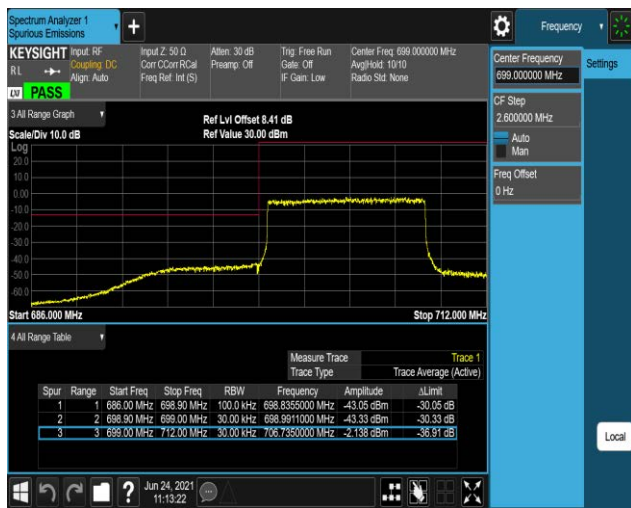 Spectrum Analyzer 1
Spurious Emissions
+
Frequency
KEYSIGHT
RL
Input: RF
Coupling: DC
Align: Auto
Input Z: 50 Ω
Corr CCorr RCal
Freq Ref: Int (S)
Atten: 30 dB
Preamp: Off
Trig: Free Run
Gate: Off
IF Gain: Low
Center Freq: 699.000000 MHz
Avg|Hold: 10/10
Radio Std: None
LXI PASS
3 All Range Graph
Scale/Div 10.0 dB
Ref Lvl Offset 8.41 dB
Ref Value 30.00 dBm
Log
20.0
10.0
0.00
-10.0
-20.0
-30.0
-40.0
-50.0
-60.0
Start 686.000 MHz
Stop 712.000 MHz
4 All Range Table
Measure Trace Trace 1
Trace Type Trace Average (Active)
Spur Range Start Freq Stop Freq RBW Frequency Amplitude ΔLimit
1 1 686.00 MHz 698.90 MHz 100.0 kHz 698.8355000 MHz -43.05 dBm -30.05 dB
2 2 698.90 MHz 699.00 MHz 30.00 kHz 698.9911000 MHz -43.33 dBm -30.33 dB
3 3 699.00 MHz 712.00 MHz 30.00 kHz 706.7350000 MHz -2.138 dBm -36.91 dB
Center Frequency
699.000000 MHz
Settings
CF Step
2.600000 MHz
Auto
Man
Freq Offset
0 Hz
Local
?
Jun 24, 2021
11:13:22